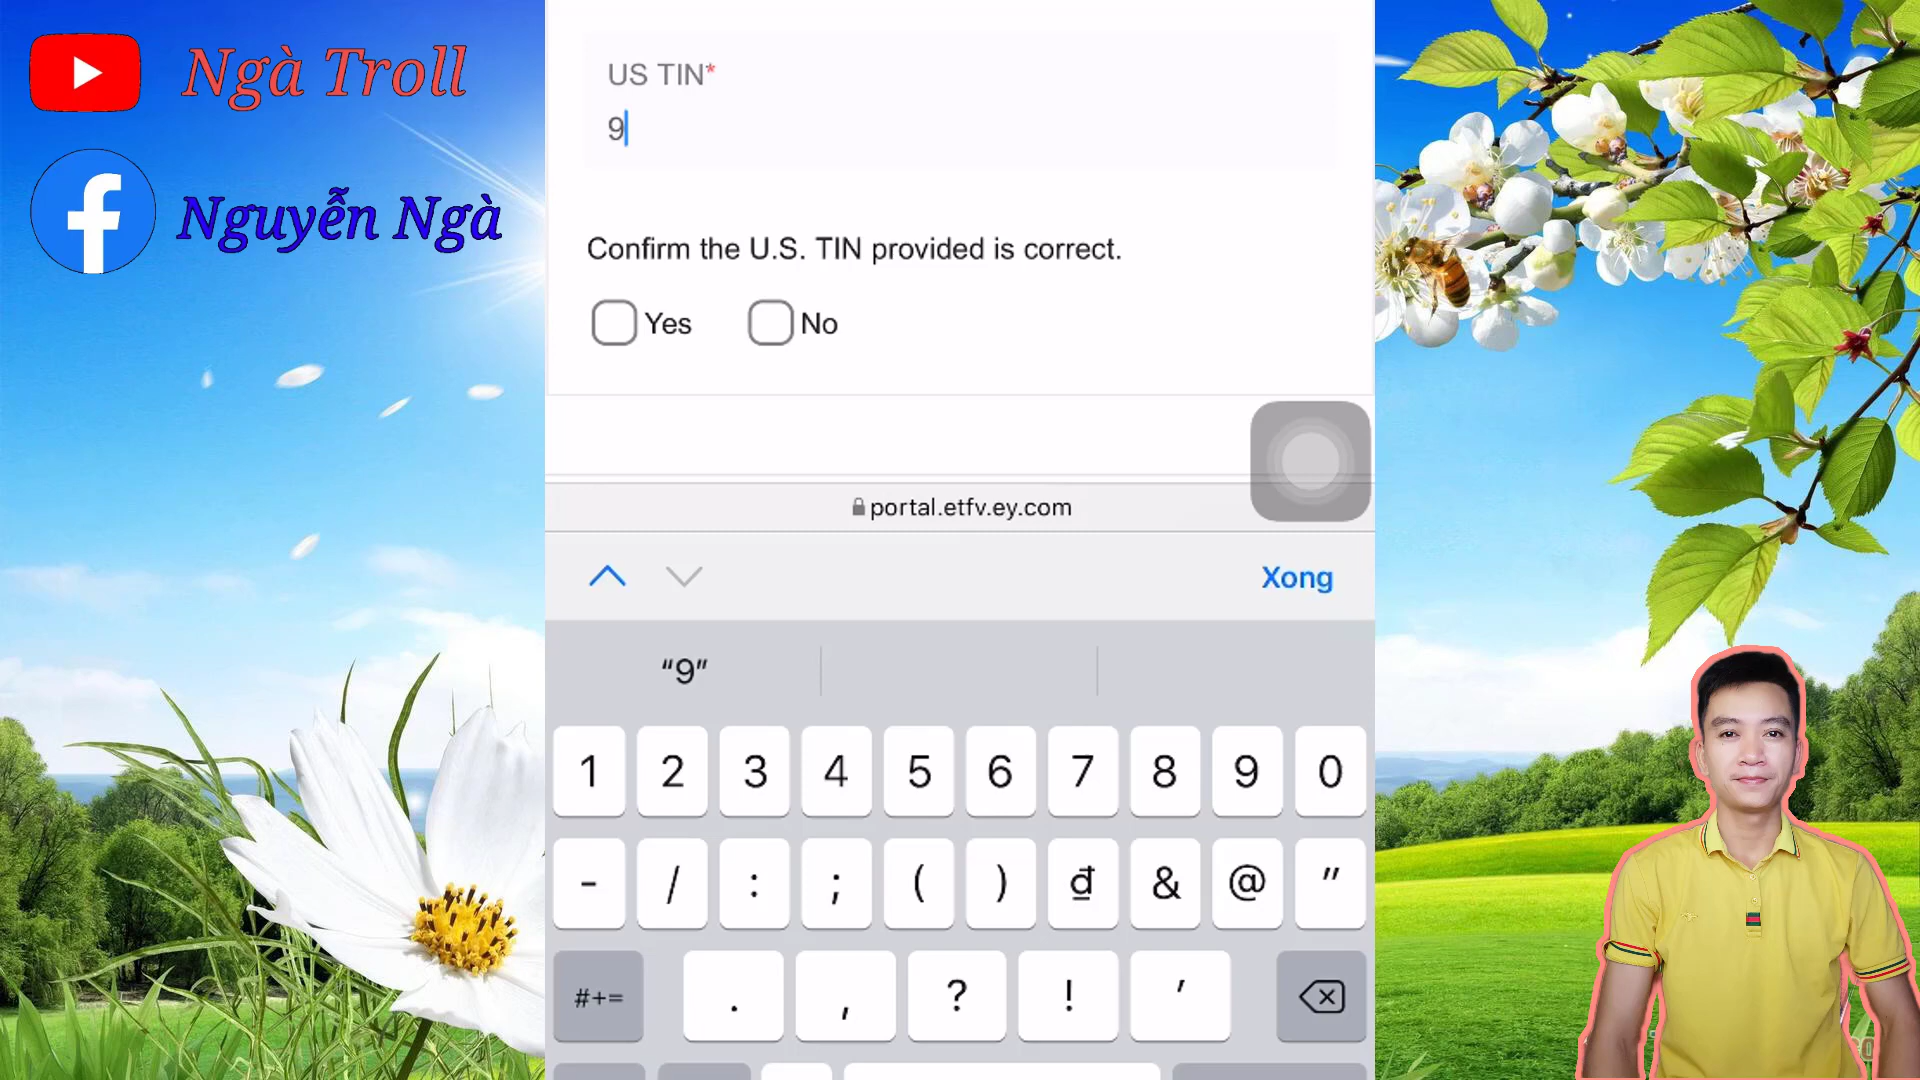 Ngà Troll
Nguyễn Ngà
US TIN*
9
Confirm the U.S. TIN provided is correct.
Yes No
portal.etfv.ey.com
Xong
“9”
1 2 3 4 5 6 7 8 9 0
- / : ; ( ) ₫ & @ "
#+= . , ? ! '